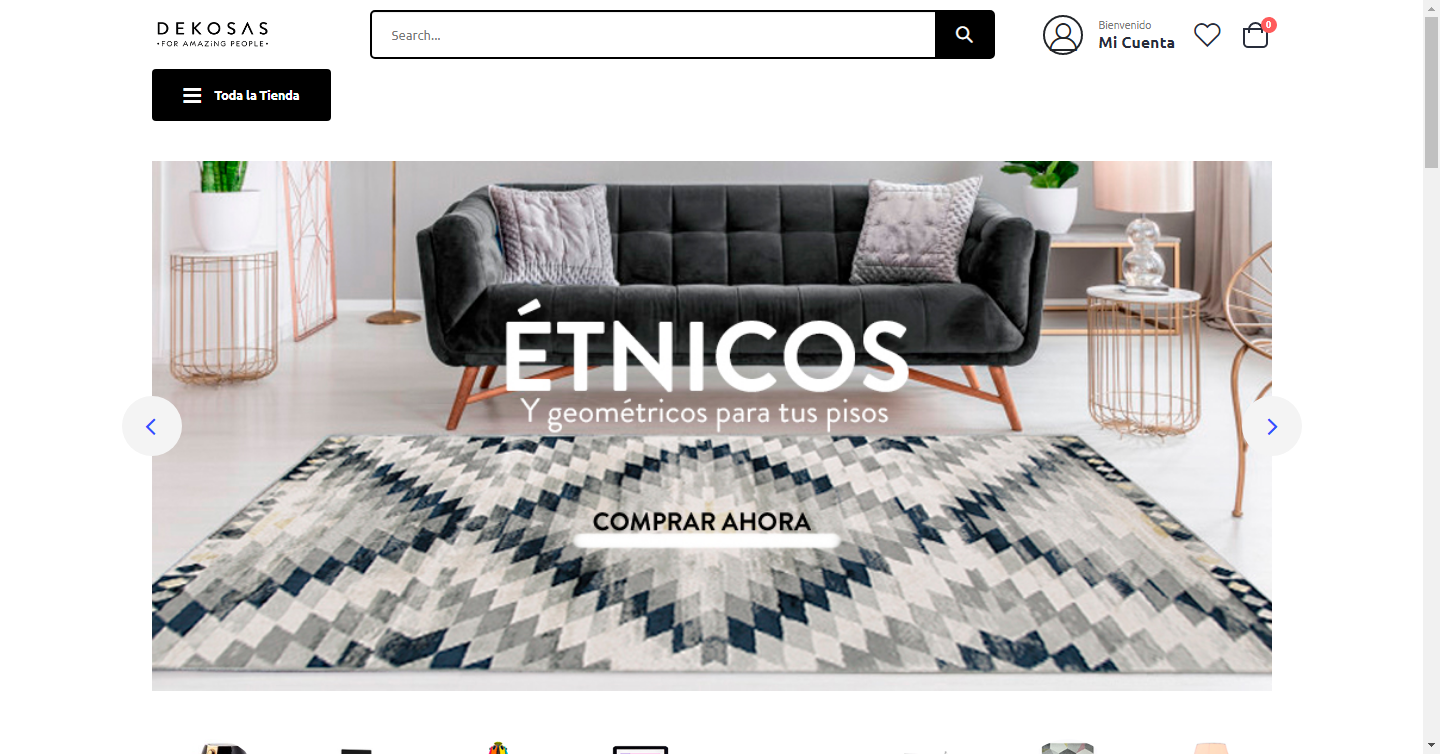 DEKOSAS
•FOR AMAZiNG PEOPLE•
Search...
Bienvenido
Mi Cuenta
0
Toda la Tienda
ÉTNICOS
Y geométricos para tus pisos
COMPRAR AHORA